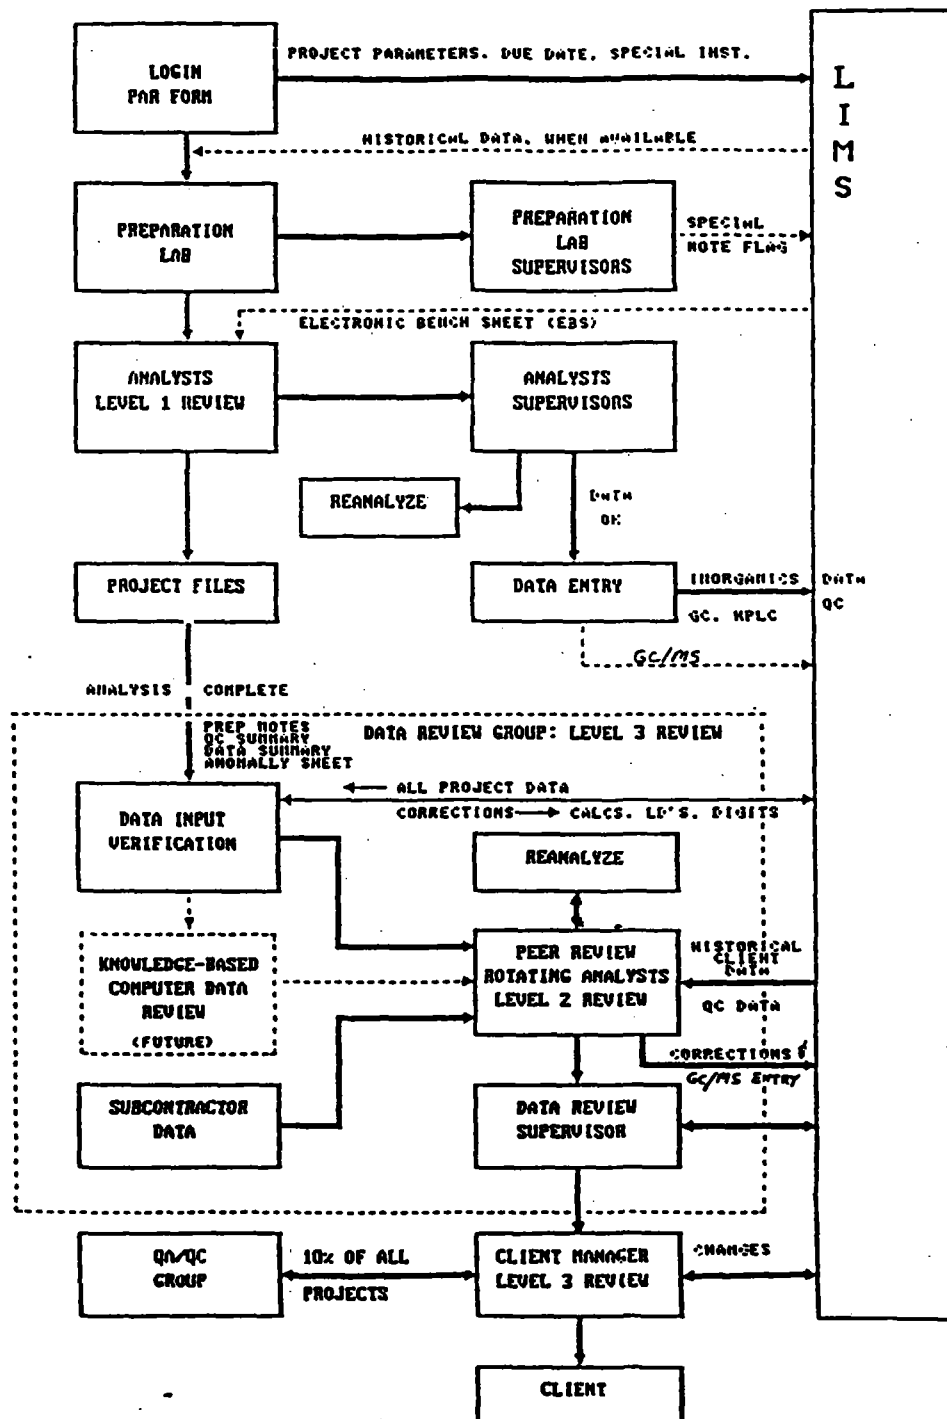 LOGIN
PAR FORM
PROJECT PARAMETERS. DUE DATE, SPECIAL INST.
L
I
M
S
HISTORICAL DATA, WHEN AVAILABLE
PREPARATION
LAB
PREPARATION
LAB
SUPERVISORS
SPECIAL
NOTE FLAG
ELECTRONIC BENCH SHEET (EBS)
ANALYSTS
LEVEL 1 REVIEW
ANALYSTS
SUPERVISORS
REANALYZE
DATA
OK
PROJECT FILES
DATA ENTRY
INORGANICS
GC, HPLC
DATA
QC
GC/MS
ANALYSIS COMPLETE
PREP NOTES
QC SUMMARY
DATA SUMMARY
ANOMALLY SHEET
DATA REVIEW GROUP: LEVEL 3 REVIEW
ALL PROJECT DATA
CORRECTIONS → CALCS. LD'S. DIGITS
DATA INPUT
VERIFICATION
REANALYZE
KNOWLEDGE-BASED
COMPUTER DATA
REVIEW
(FUTURE)
PEER REVIEW
ROTATING ANALYSTS
LEVEL 2 REVIEW
HISTORICAL
CLIENT
DATA
QC DATA
CORRECTIONS &
GC/MS ENTRY
SUBCONTRACTOR
DATA
DATA REVIEW
SUPERVISOR
QA/QC
GROUP
10% OF ALL
PROJECTS
CLIENT MANAGER
LEVEL 3 REVIEW
CHANGES
CLIENT